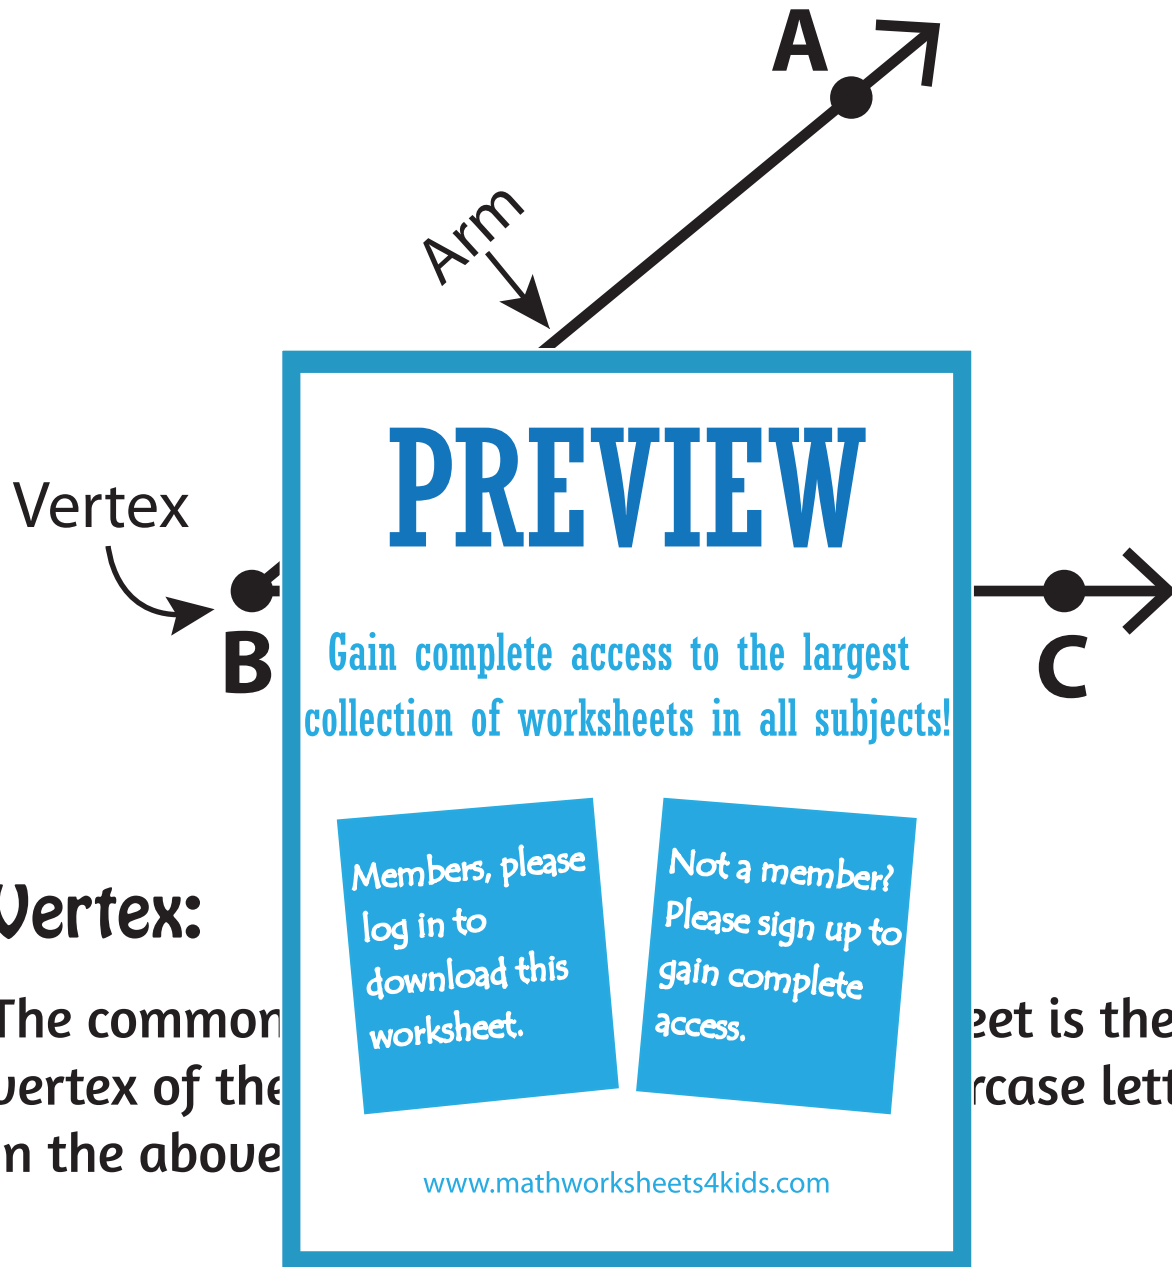 A
Arm
Vertex
B
C
PREVIEW
Gain complete access to the largest
collection of worksheets in all subjects!
Members, please
log in to
download this
worksheet.
Not a member?
Please sign up to
gain complete
access.
Vertex:
The common eet is the
vertex of the rcase lett
in the above
www.mathworksheets4kids.com